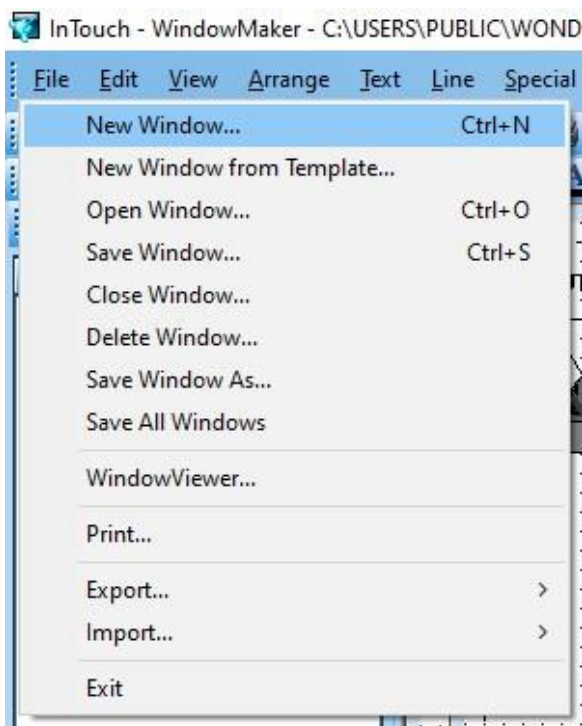 InTouch - WindowMaker - C:\USERS\PUBLIC\WOND
File Edit View Arrange Text Line Special
New Window... Ctrl+N
New Window from Template...
Open Window... Ctrl+O
Save Window... Ctrl+S
Close Window...
Delete Window...
Save Window As...
Save All Windows
WindowViewer...
Print...
Export...
Import...
Exit